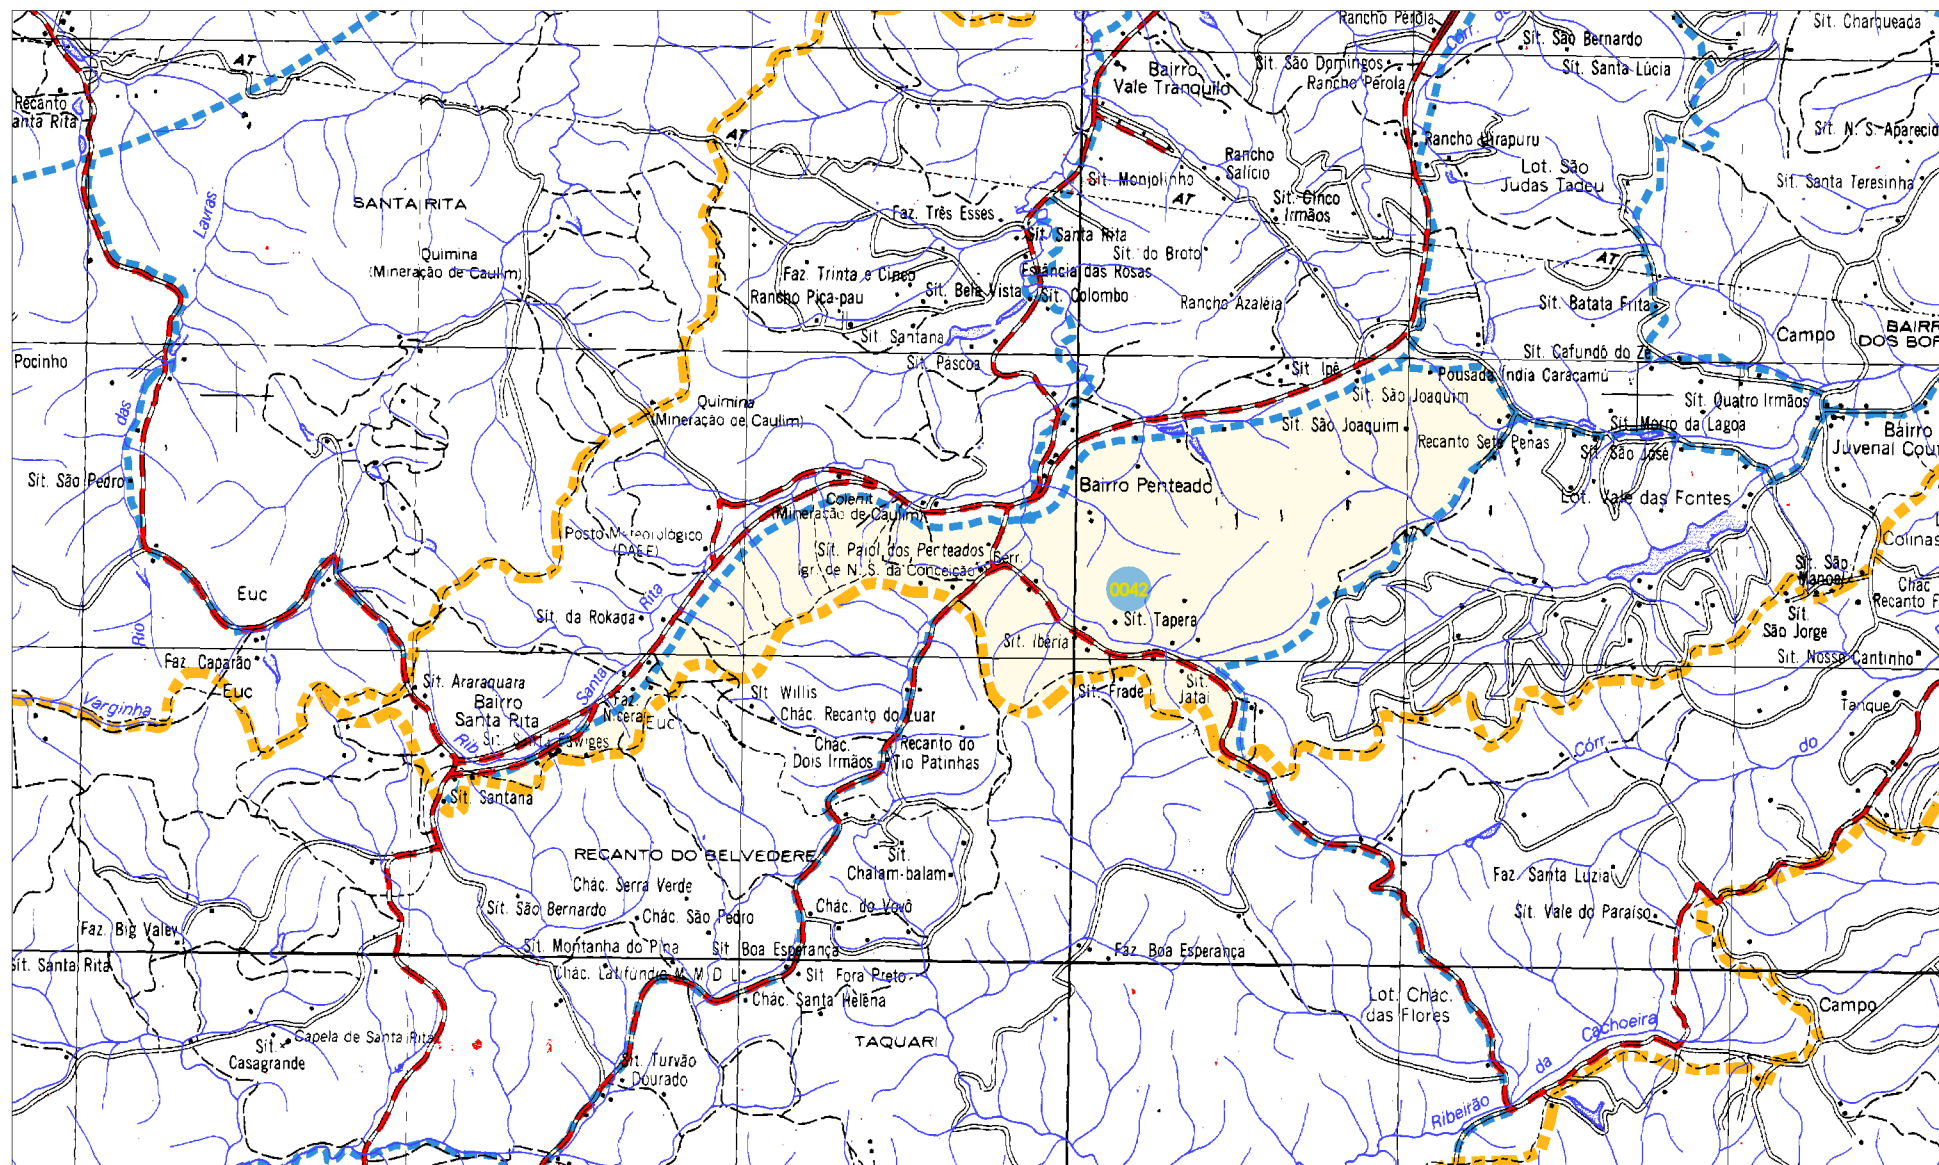 Rancho Pérola
Sít. Charqueada
Córr.
Sít. São Bernardo
AT
Bairro
Vale Tranquilo
Sít. São Domingos
Rancho Pérola
Sít. Santa Lúcia
Recanto
anta Rita
AT
Rancho Uirapuru
Sít. N. S. Aparecid
Rancho
Salício
Lot. São
Judas Tadeu
Sít. Monjolinho
AT
Sít. Santa Teresinha
SANTA RITA
Lavras
Faz. Três Esses
Sít. Cinco
Irmãos
Sít. Santa Rita
Sít. do Broto
Quimina
(Mineração de Caulim)
Faz. Trinta e Cinco
Estância das Rosas
AT
Rancho Pica-pau
Sít. Bela Vista
Sít. Colombo
Rancho Azaléia
Sít. Batata Frita
Sít. Santana
Campo
BAIRR
DOS BOR
Pocinho
Sít. Páscoa
Sít. Ipê
Sít. Cafundó do Zé
Pousada Índia Caracamú
Quimina
(Mineração de Caulim)
Sít. São Joaquim
Sít. Quatro Irmãos
das
Sít. São Joaquim
Sít. Morro da Lagoa
Bairro
Juvenal Cout
Recanto Sete Penas
Sít. São José
Sít. São Pedro
Bairro Penteado
Lot. Vale das Fontes
Colenit
(Mineração de Caulim)
Posto Meteorológico
(DAEE)
Sít. Paiol dos Perteados
Serr.
Igr. de N. S. da Conceição
Colinas
Sít. São
Manoel
Chác
Recanto F
Euc
0042
Rita
Sít. da Rokada
Sít. Tapera
Sít.
São Jorge
Rio
Sít. Ibéria
Faz. Caparão
Sít. Nosso Cantinho
Euc
Sít. Araraquara
Santa
Sít. Willis
Sít. Frade
Sít.
Jataí
Varginha
Bairro
Santa Rita
Faz.
EUC
Chác. Recanto do Luar
Tanque
Rib
Chác.
Dois Irmãos
Recanto do
Tio Patinhas
Córr.
do
Sít. Santana
RECANTO DO BELVEDERE
Sít.
Chalam-balam
Chác. Serra Verde
Faz. Santa Luzia
Sít. São Bernardo
Chác. São Pedro
Chác. do Vovô
Sít. Vale do Paraíso
Faz. Big Valey
Sít. Montanha do Pina
Sít Boa Esperança
Faz. Boa Esperança
Sít. Santa Rita
Chác. Latifúndio M M D L
Sít Fora Preto
Chác. Santa Helena
Lot. Chác.
das Flores
Campo
Capela de Santa Rita
Sít.
Casagrande
TAQUARI
Cachoeira
Sít. Turvão
Dourado
da
Ribeirão